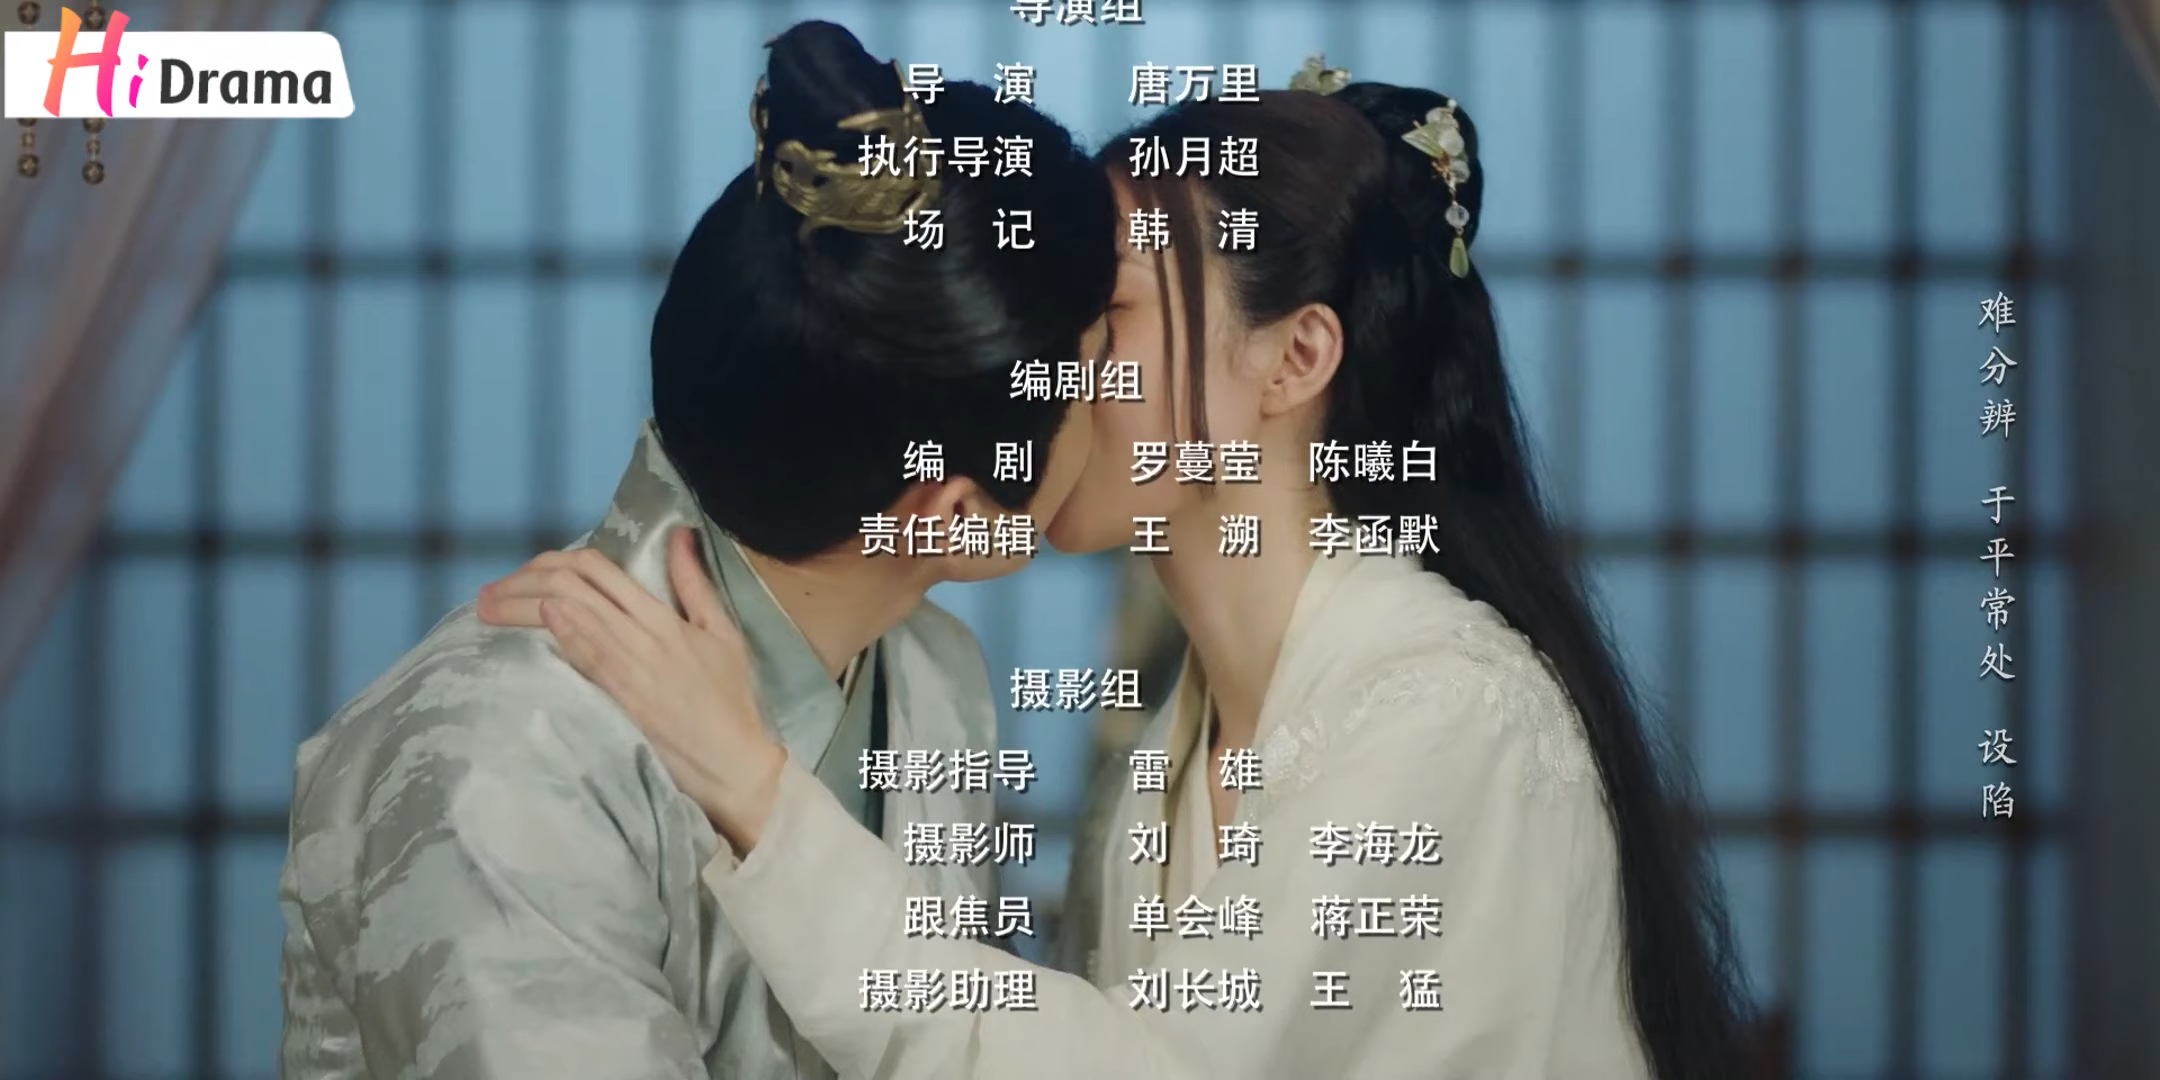 Hi Drama
导演组
导 演 唐万里
执行导演 孙月超
场 记 韩 清
编剧组
编 剧 罗蔓莹 陈曦白
责任编辑 王 溯 李函默
摄影组
摄影指导 雷 雄
摄影师 刘 琦 李海龙
跟焦员 单会峰 蒋正荣
摄影助理 刘长城 王 猛
难分辨 于平常处 设陷